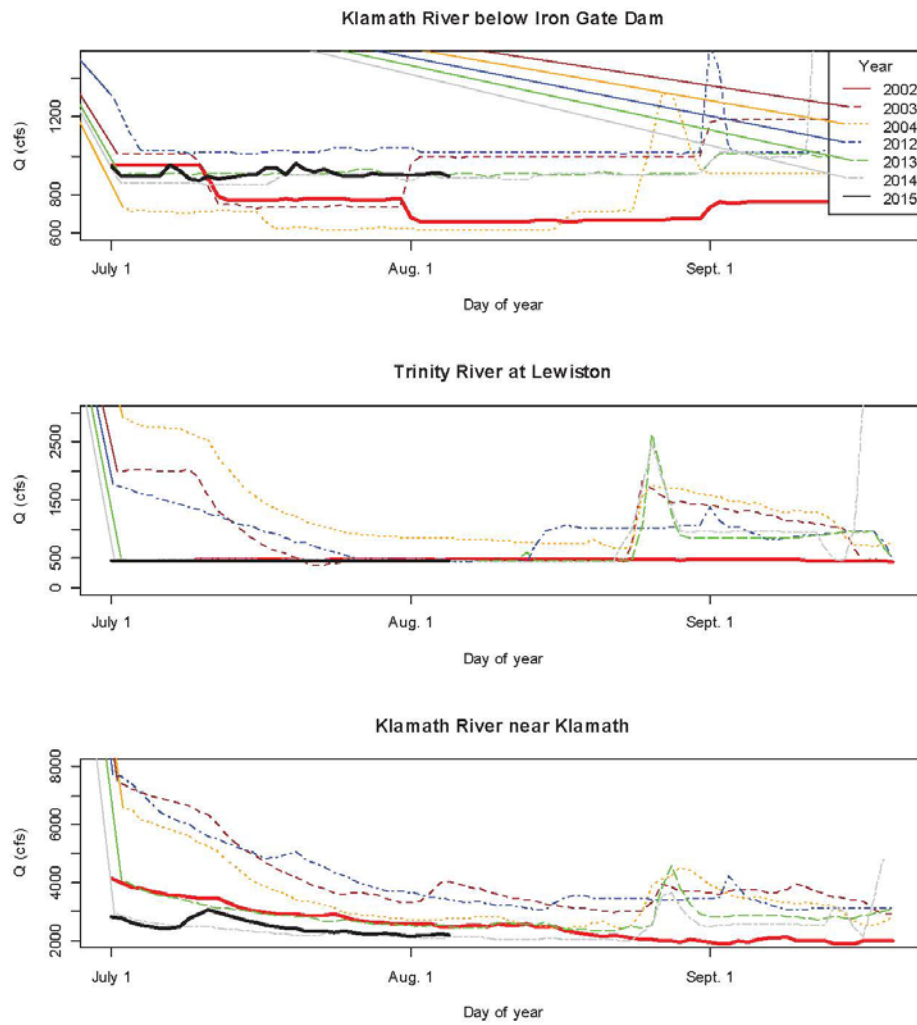 Klamath River below Iron Gate Dam
Q (cfs)
1200
800
600
July 1
Aug. 1
Sept. 1
Day of year
Year
2002
2003
2004
2012
2013
2014
2015
Trinity River at Lewiston
Q (cfs)
2500
1500
500
0
July 1
Aug. 1
Sept. 1
Day of year
Klamath River near Klamath
Q (cfs)
8000
6000
4000
2000
July 1
Aug. 1
Sept. 1
Day of year